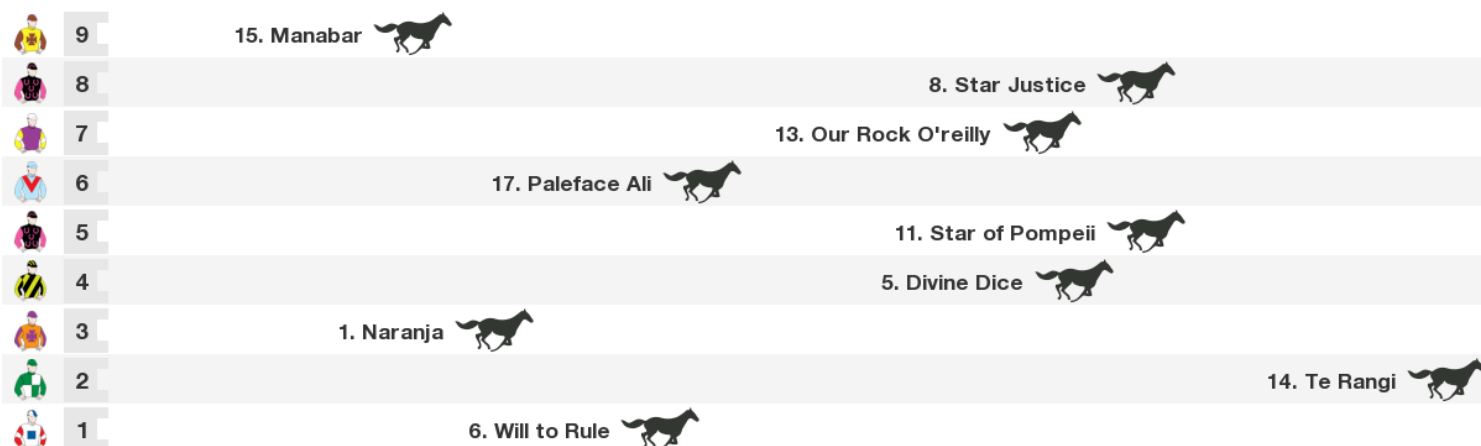 9 15. Manabar
8 8. Star Justice
7 13. Our Rock O'reilly
6 17. Paleface Ali
5 11. Star of Pompeii
4 5. Divine Dice
3 1. Naranja
2 14. Te Rangi
1 6. Will to Rule